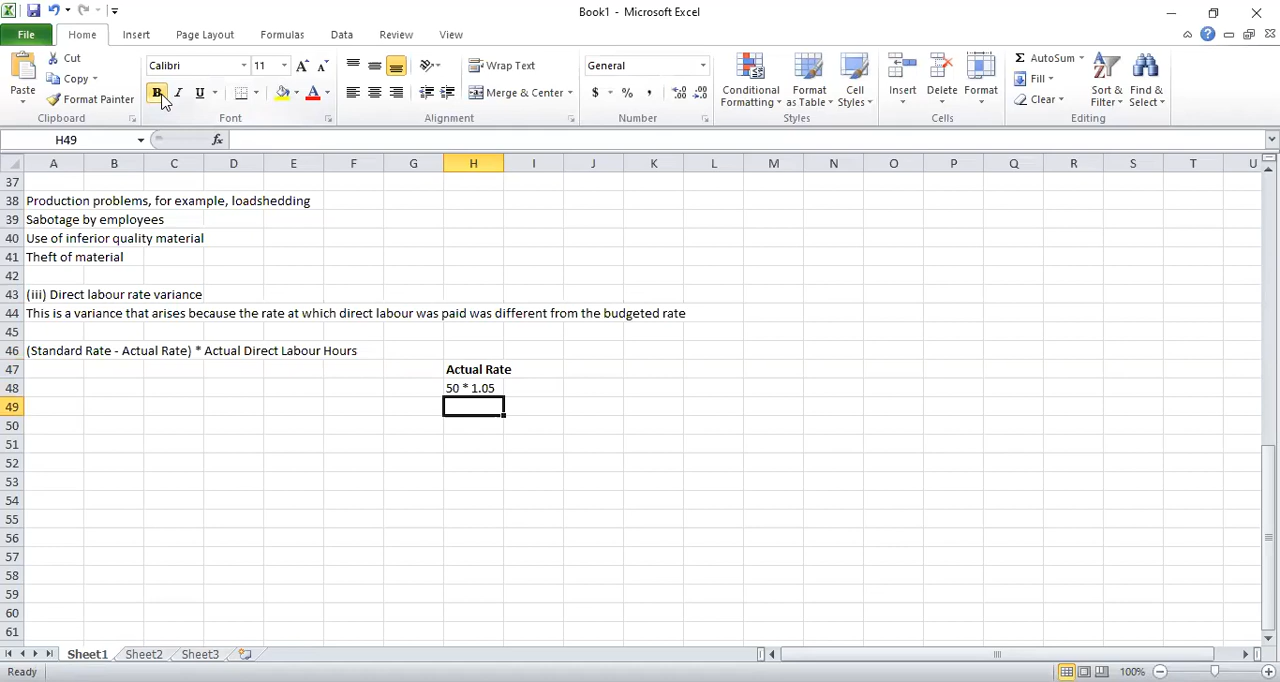 Book1 - Microsoft Excel
File Home Insert Page Layout Formulas Data Review View
Cut
Copy
Format Painter
Paste
Clipboard
Calibri 11
B I U
Font
Wrap Text
Merge & Center
Alignment
General
$ % ,
Number
Conditional Formatting
Format as Table
Cell Styles
Styles
Insert
Delete
Format
Cells
AutoSum
Fill
Clear
Sort & Filter
Find & Select
Editing
H49 fx
A B C D E F G H I J K L M N O P Q R S T U
37
38 Production problems, for example, loadshedding
39 Sabotage by employees
40 Use of inferior quality material
41 Theft of material
42
43 (iii) Direct labour rate variance
44 This is a variance that arises because the rate at which direct labour was paid was different from the budgeted rate
45
46 (Standard Rate - Actual Rate) * Actual Direct Labour Hours
47 Actual Rate
48 50 * 1.05
49
50
51
52
53
54
55
56
57
58
59
60
61
Sheet1 Sheet2 Sheet3
Ready 100%